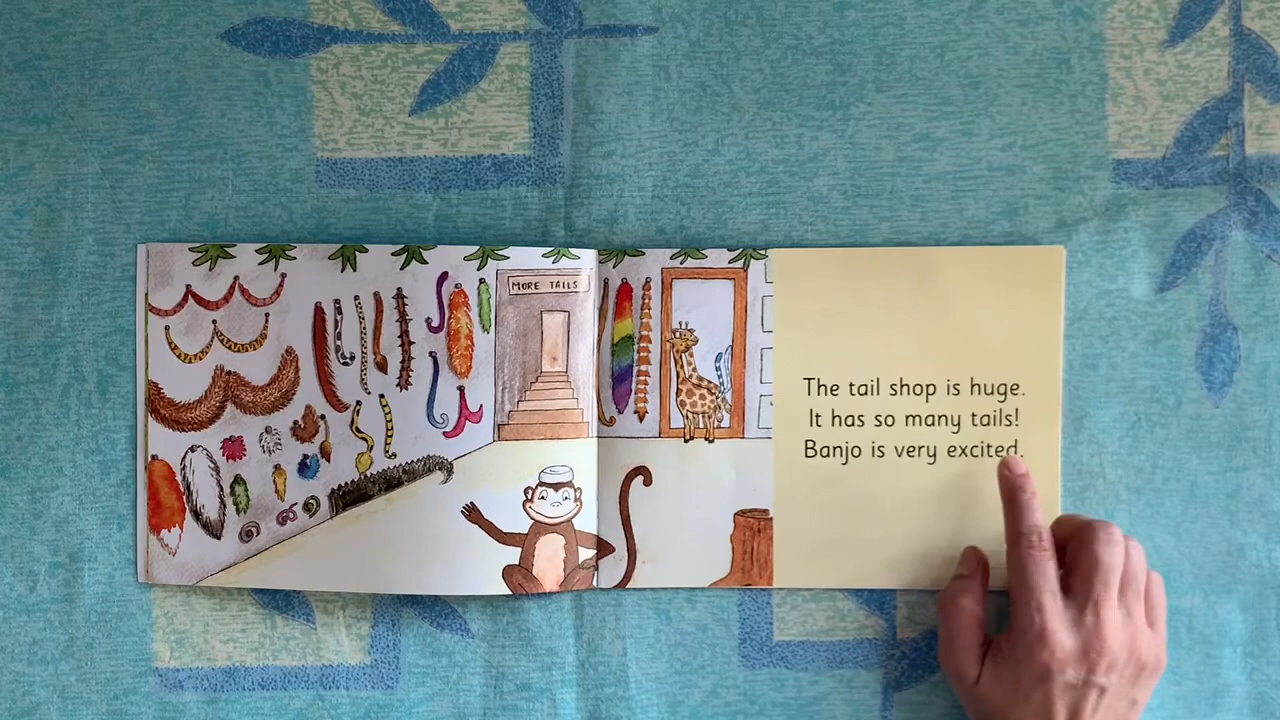 MORE TAILS
The tail shop is huge.
It has so many tails!
Banjo is very excited.